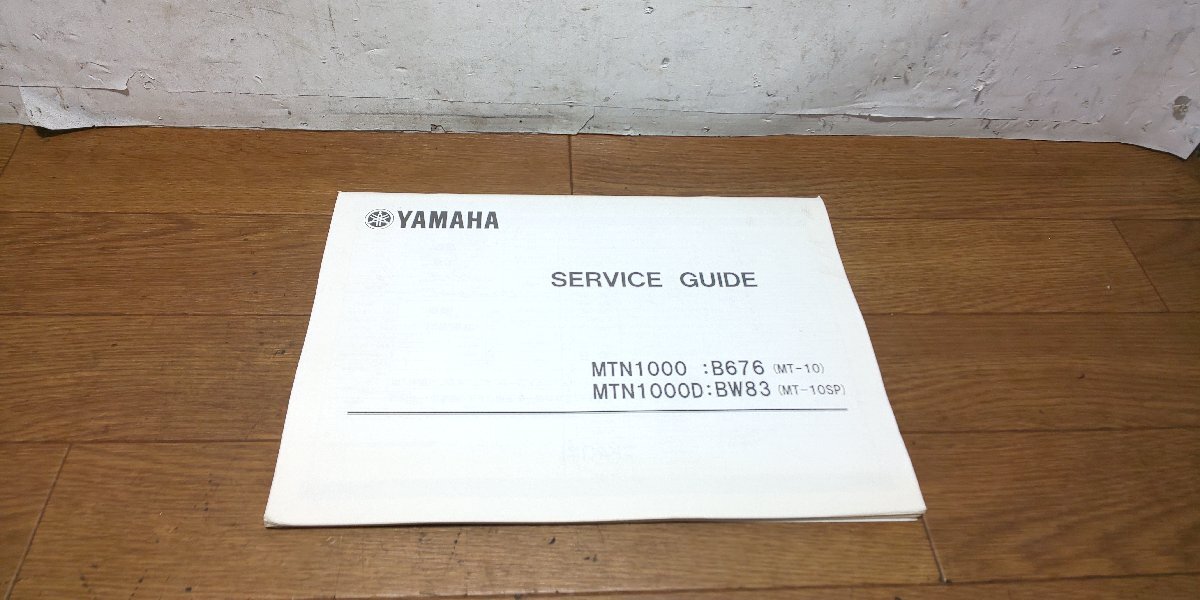 YAMAHA
SERVICE GUIDE
MTN1000 :B676 (MT-10)
MTN1000D:BW83 (MT-10SP)